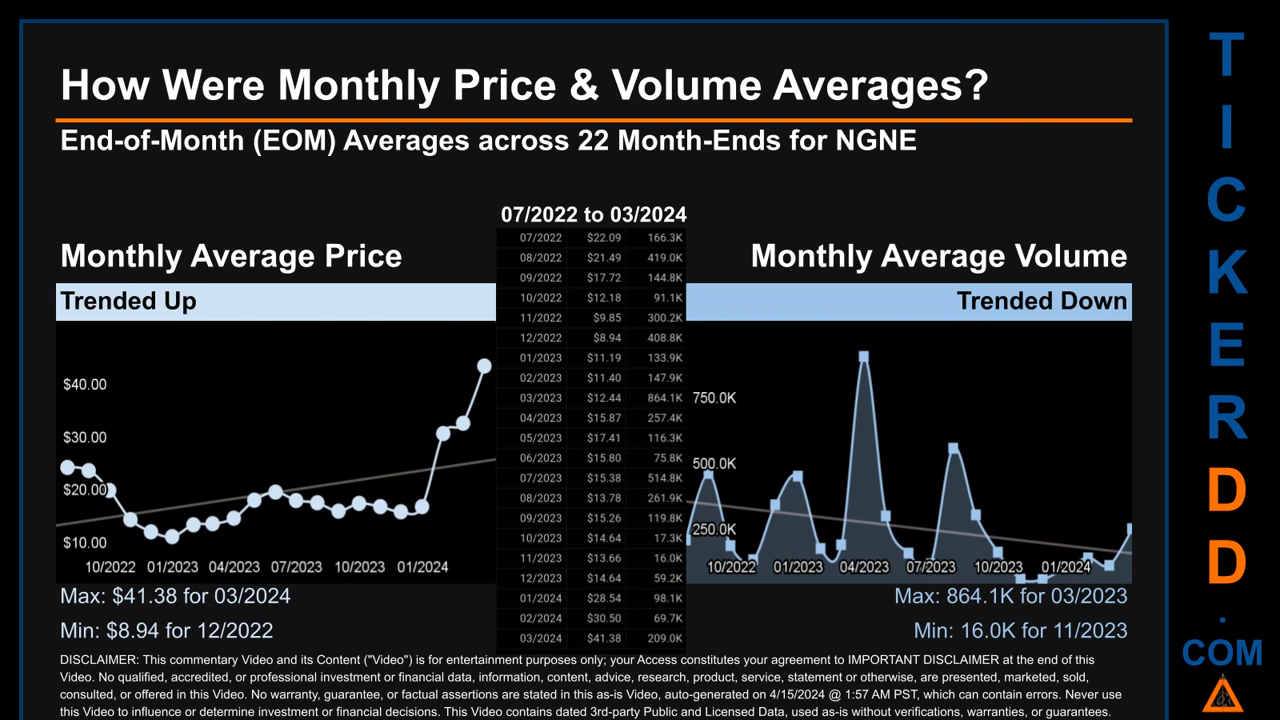 How Were Monthly Price & Volume Averages?
End-of-Month (EOM) Averages across 22 Month-Ends for NGNE
07/2022 to 03/2024
Monthly Average Price
Trended Up
$40.00
$30.00
$20.00
$10.00
10/2022 01/2023 04/2023 07/2023 10/2023 01/2024
Max: $41.38 for 03/2024
Min: $8.94 for 12/2022
07/2022 $22.09 166.3K
08/2022 $21.49 419.0K
09/2022 $17.72 144.8K
10/2022 $12.18 91.1K
11/2022 $9.85 300.2K
12/2022 $8.94 408.8K
01/2023 $11.19 133.9K
02/2023 $11.40 147.9K
03/2023 $12.44 864.1K
04/2023 $15.87 257.4K
05/2023 $17.41 116.3K
06/2023 $15.80 75.8K
07/2023 $15.38 514.8K
08/2023 $13.78 261.9K
09/2023 $15.26 119.8K
10/2023 $14.64 17.3K
11/2023 $13.66 16.0K
12/2023 $14.64 59.2K
01/2024 $28.54 98.1K
02/2024 $30.50 69.7K
03/2024 $41.38 209.0K
Monthly Average Volume
Trended Down
750.0K
500.0K
250.0K
10/2022 01/2023 04/2023 07/2023 10/2023 01/2024
Max: 864.1K for 03/2023
Min: 16.0K for 11/2023
DISCLAIMER: This commentary Video and its Content ("Video") is for entertainment purposes only; your Access constitutes your agreement to IMPORTANT DISCLAIMER at the end of this
Video. No qualified, accredited, or professional investment or financial data, information, content, advice, research, product, service, statement or otherwise, are presented, marketed, sold,
consulted, or offered in this Video. No warranty, guarantee, or factual assertions are stated in this as-is Video, auto-generated on 4/15/2024 @ 1:57 AM PST, which can contain errors. Never use
this Video to influence or determine investment or financial decisions. This Video contains dated 3rd-party Public and Licensed Data, used as-is without verifications, warranties, or guarantees.
T
I
C
K
E
R
D
D
.
COM